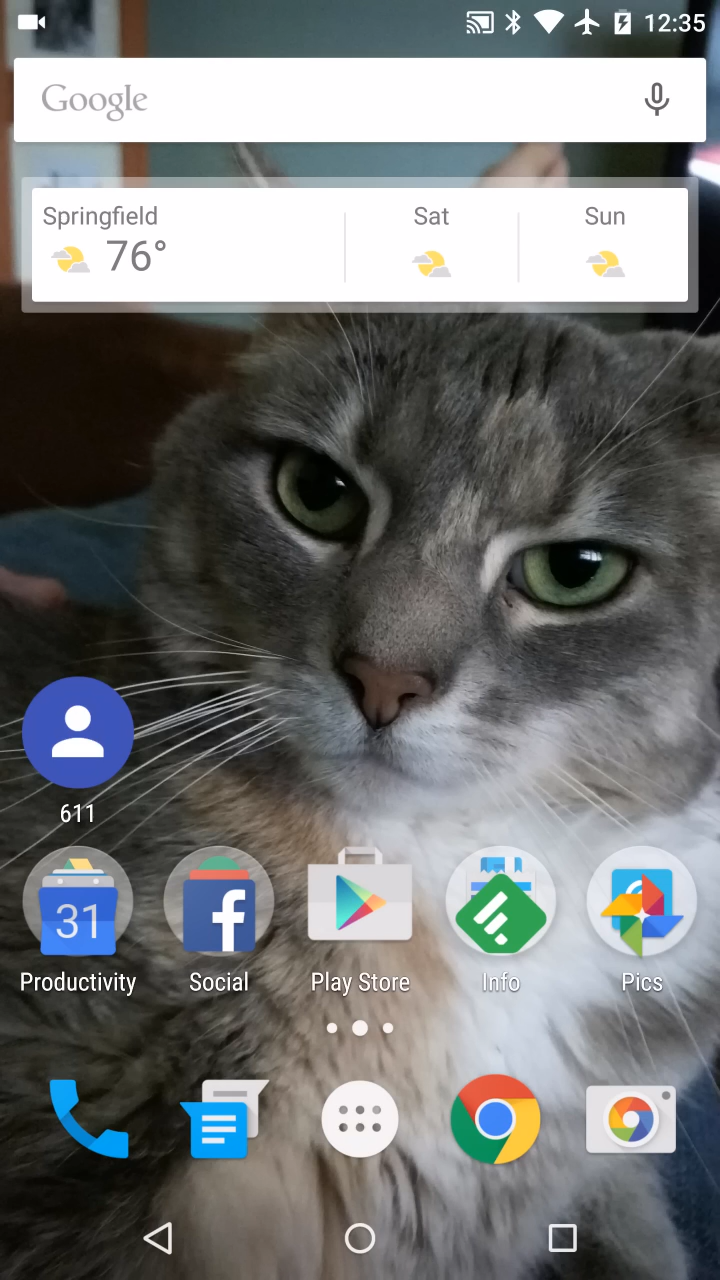 12:35
Google
Springfield
76°
Sat
Sun
611
31
f
Productivity
Social
Play Store
Info
Pics